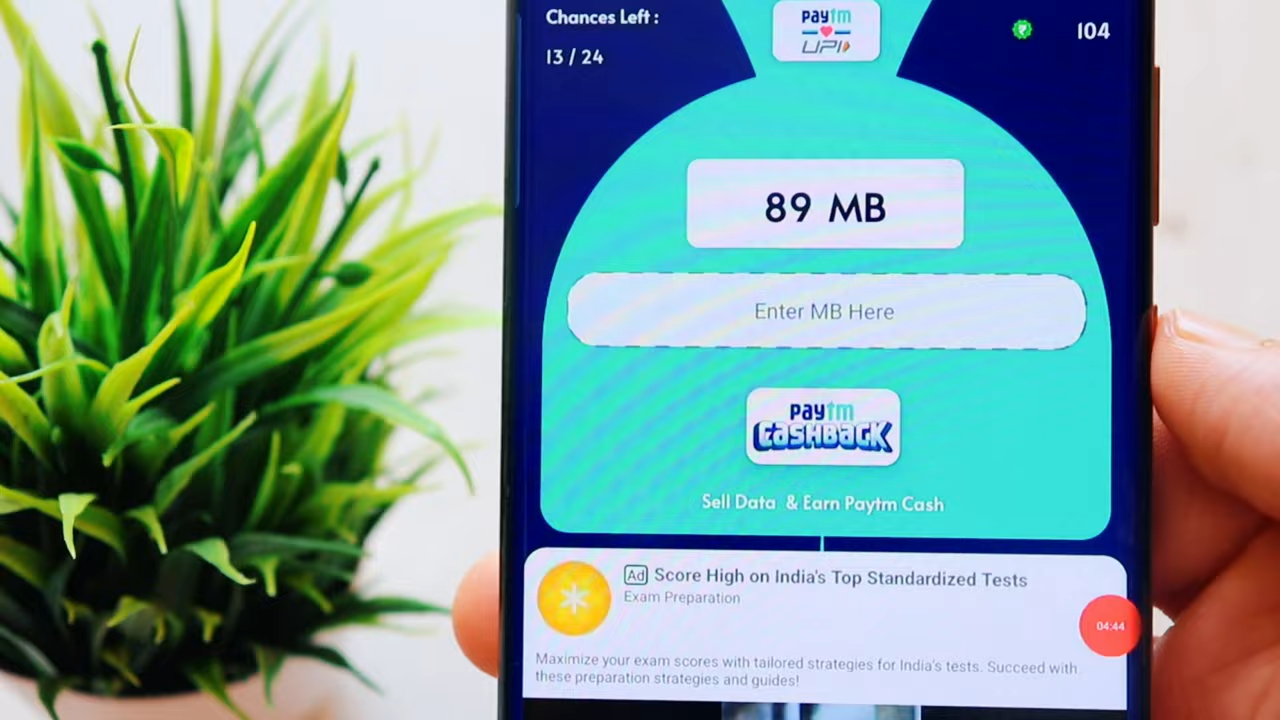 Chances Left :
13 / 24
paytm
UPI
104
89 MB
Enter MB Here
paytm
CASHBACK
Sell Data & Earn Paytm Cash
Ad Score High on India's Top Standardized Tests
Exam Preparation
04:44
Maximize your exam scores with tailored strategies for India's tests. Succeed with
these preparation strategies and guides!